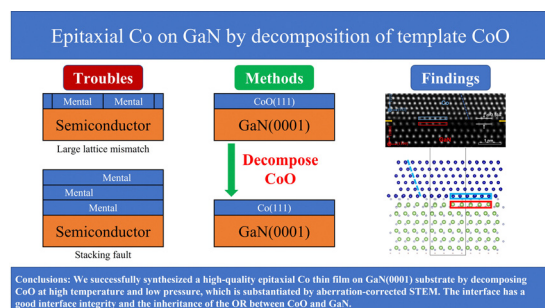 Epitaxial Co on GaN by decomposition of template CoO
Troubles
Mental Mental
Semiconductor
Large lattice mismatch
Mental
Mental
Mental
Semiconductor
Stacking fault
Methods
CoO(111)
GaN(0001)
Decompose
CoO
Co(111)
GaN(0001)
Findings
Co
Conclusions: We successfully synthesized a high-quality epitaxial Co thin film on GaN(0001) substrate by decomposing
CoO at high temperature and low pressure, which is substantiated by aberration-corrected STEM. The interface has a
good interface integrity and the inheritance of the OR between CoO and GaN.